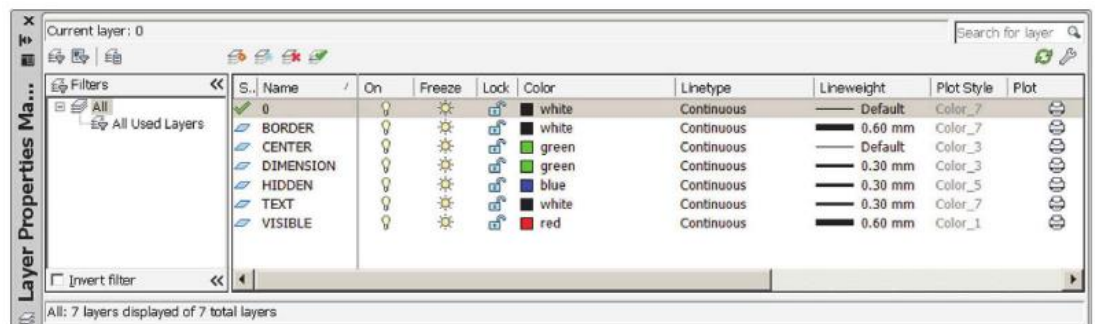 Current layer: 0
Search for layer
Filters
All
All Used Layers
Invert filter
S.. Name / On Freeze Lock Color Linetype Lineweight Plot Style Plot
0 white Continuous Default Color_7
BORDER white Continuous 0.60 mm Color_7
CENTER green Continuous Default Color_3
DIMENSION green Continuous 0.30 mm Color_3
HIDDEN blue Continuous 0.30 mm Color_5
TEXT white Continuous 0.30 mm Color_7
VISIBLE red Continuous 0.60 mm Color_1
All: 7 layers displayed of 7 total layers
Layer Properties Ma...